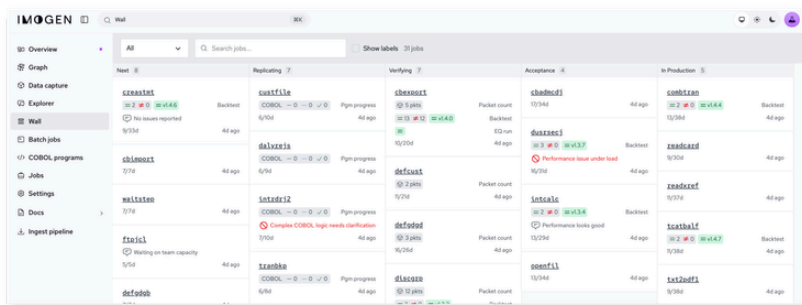 IMOGEN
Wall
⌘K
Overview
Graph
Data capture
Explorer
Wall
Batch jobs
COBOL programs
Jobs
Settings
Docs
Ingest pipeline
All
Search jobs...
Show labels
31 jobs
Next 8
creastmt
2 0 v1.4.6 Backtest
No issues reported
9/33d 4d ago
cbimport
7/7d 4d ago
waitstep
7/7d 4d ago
ftpjcl
Waiting on team capacity
5/5d 4d ago
defgdgb
Replicating 7
custfile
COBOL – 0 – 0 ✓ 0 Pgm progress
6/10d 4d ago
dalyrejs
COBOL – 0 – 0 ✓ 0 Pgm progress
6/9d 4d ago
intrdrj2
COBOL – 0 – 0 ✓ 0 Pgm progress
Complex COBOL logic needs clarification
7/10d 4d ago
tranbkp
COBOL – 0 – 0 ✓ 0 Pgm progress
6/8d 4d ago
Verifying 7
cbexport
5 pkts Packet count
13 12 v1.4.0 Backtest
EQ run
10/20d 4d ago
defcust
2 pkts Packet count
11/21d 4d ago
defgdgd
3 pkts Packet count
16/26d 4d ago
discgrp
12 pkts Packet count
Acceptance 4
cbadmcdj
17/34d 4d ago
dusrsecj
3 0 v1.3.7 Backtest
Performance issue under load
16/31d 4d ago
intcalc
2 0 v1.3.4 Backtest
Performance looks good
13/29d 4d ago
openfil
13/31d 4d ago
In Production 5
combtran
2 0 v1.4.4 Backtest
13/38d 4d ago
readcard
9/30d 4d ago
readxref
11/37d 4d ago
tcatbalf
2 0 v1.4.7 Backtest
11/38d 4d ago
txt2pdf1
9/38d 4d ago